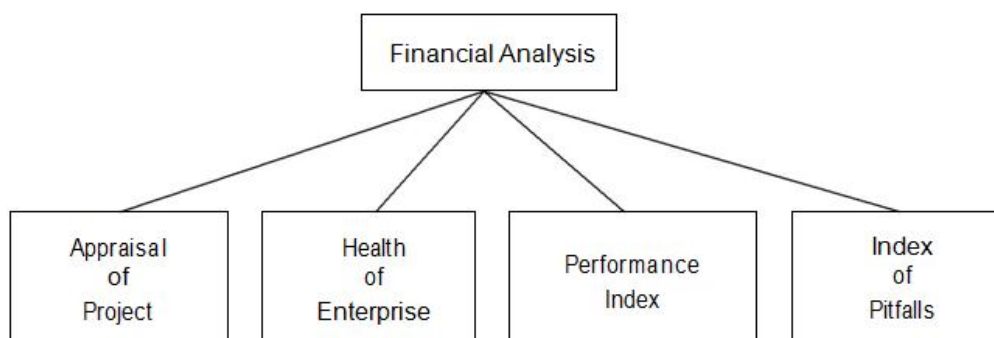 Financial Analysis
Appraisal
of
Project
Health
of
Enterprise
Performance
Index
Index
of
Pitfalls